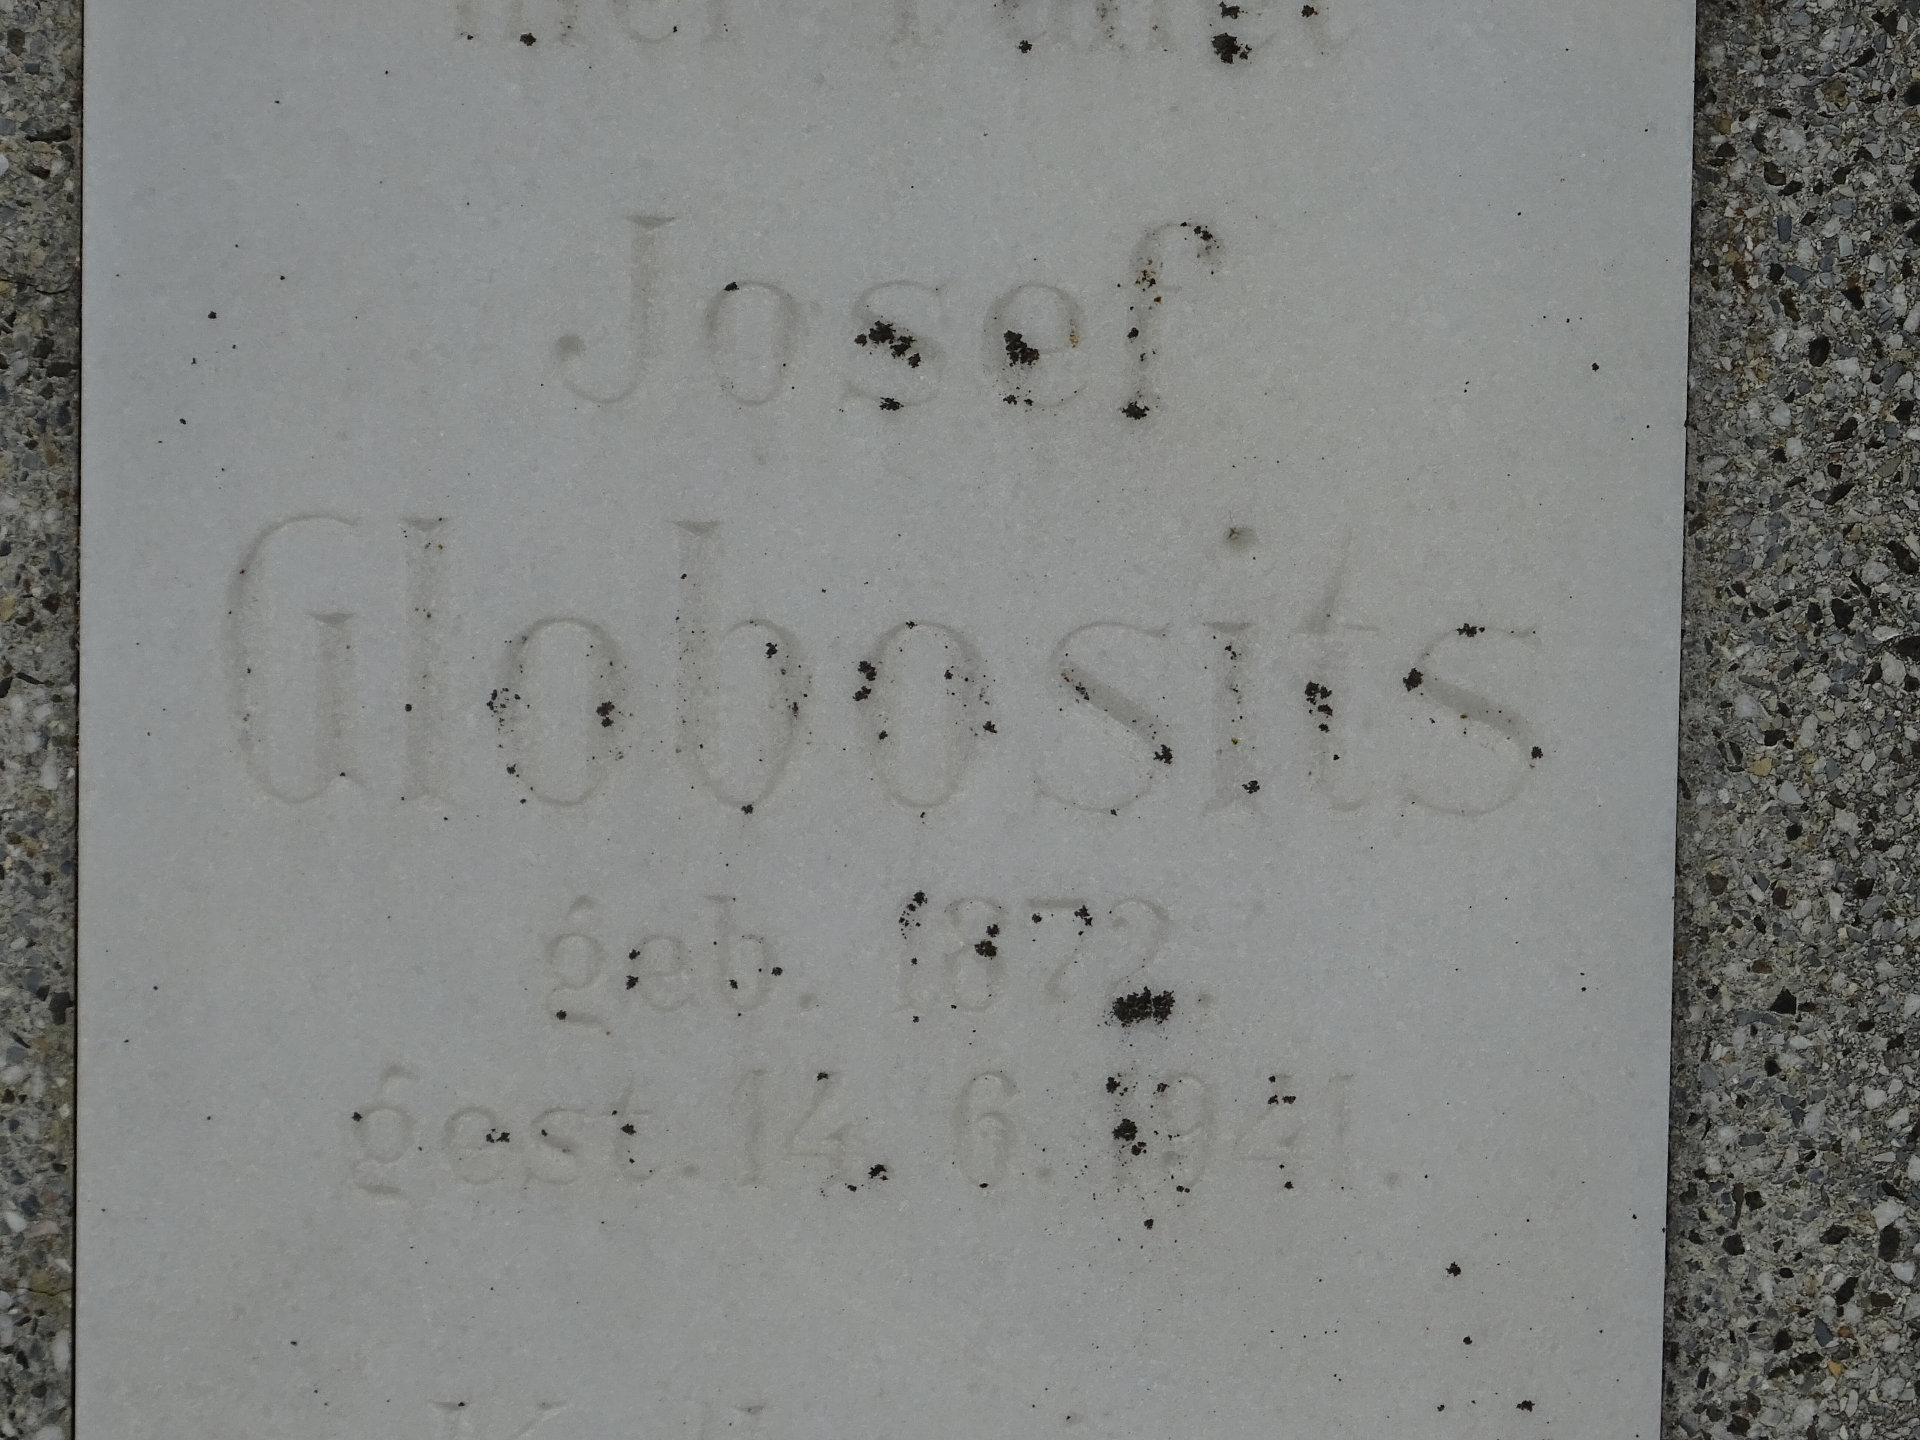 Josef
Globosits
geb. 1872.
gest. 14. 6. 1941.